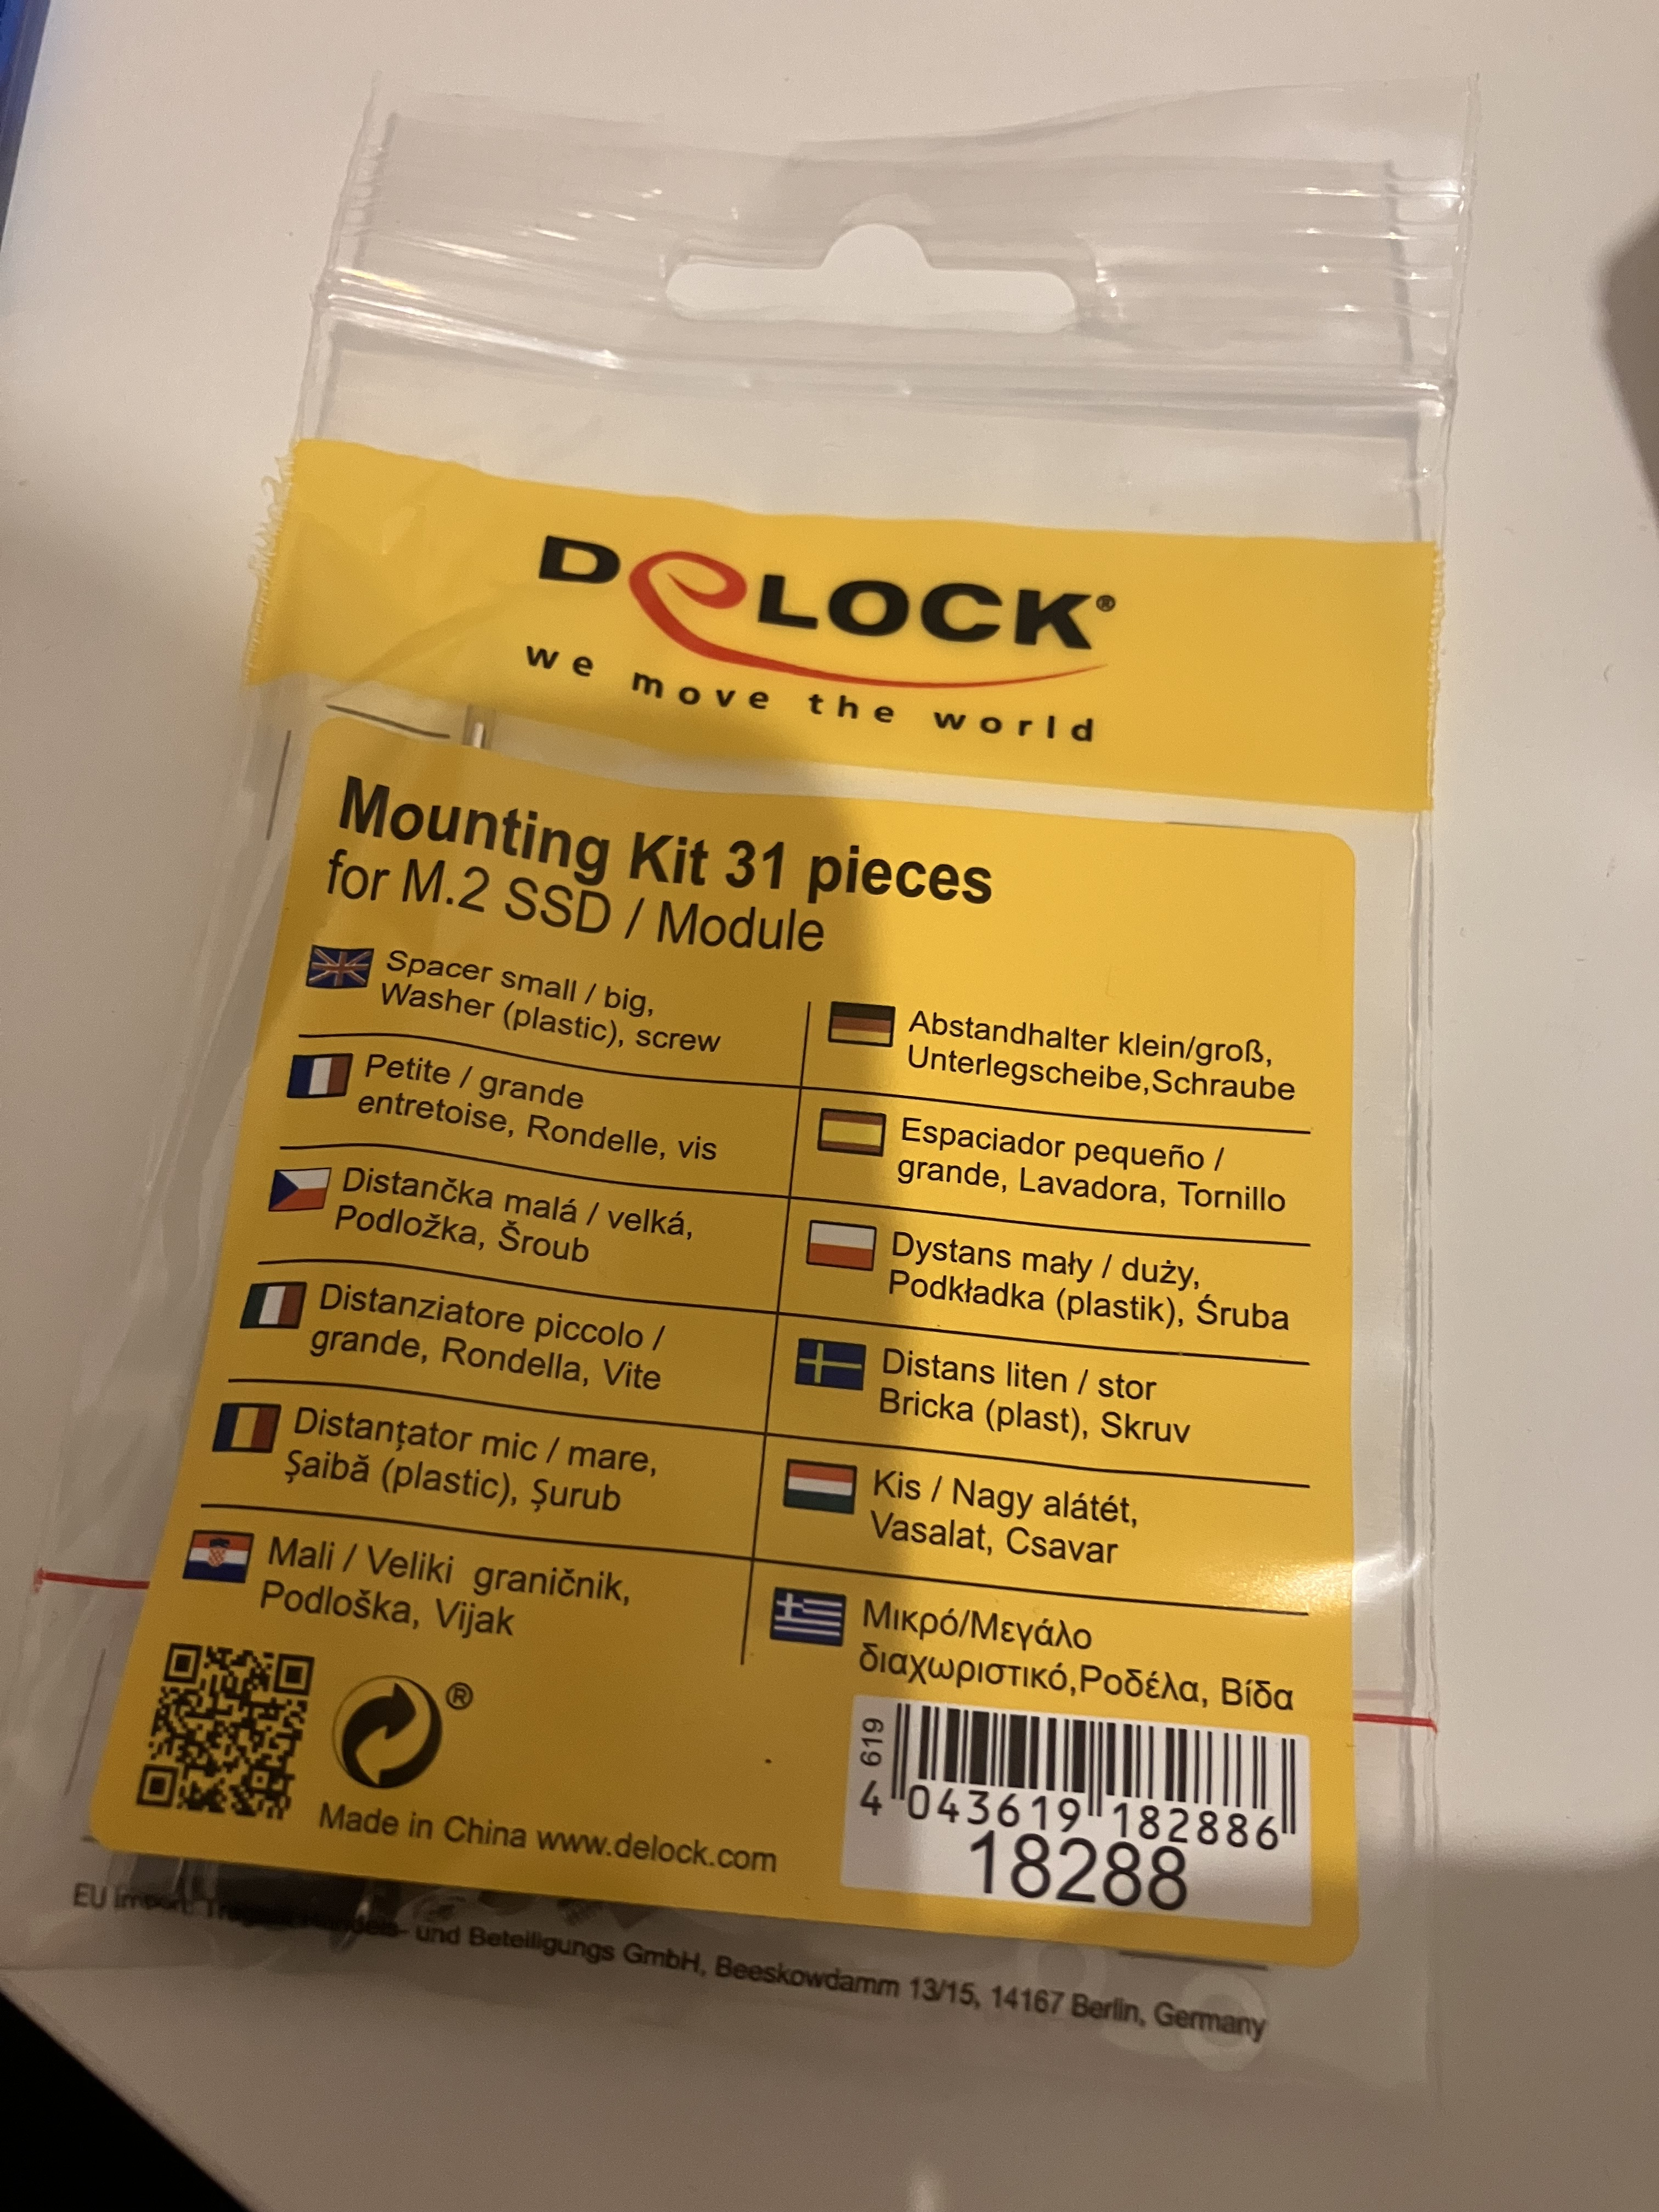 DeLOCK®
we move the world
Mounting Kit 31 pieces
for M.2 SSD / Module
Spacer small / big,
Washer (plastic), screw
Abstandhalter klein/groß,
Unterlegscheibe,Schraube
Petite / grande
entretoise, Rondelle, vis
Espaciador pequeño /
grande, Lavadora, Tornillo
Distančka malá / velká,
Podložka, Šroub
Dystans mały / duży,
Podkładka (plastik), Śruba
Distanziatore piccolo /
grande, Rondella, Vite
Distans liten / stor
Bricka (plast), Skruv
Distanțator mic / mare,
Șaibă (plastic), Șurub
Kis / Nagy alátét,
Vasalat, Csavar
Mali / Veliki graničnik,
Podloška, Vijak
Μικρό/Μεγάλο
διαχωριστικό,Ροδέλα, Βίδα
®
Made in China www.delock.com
619
4 043619 182886
18288
EU Import: und Beteiligungs GmbH, Beeskowdamm 13/15, 14167 Berlin, Germany